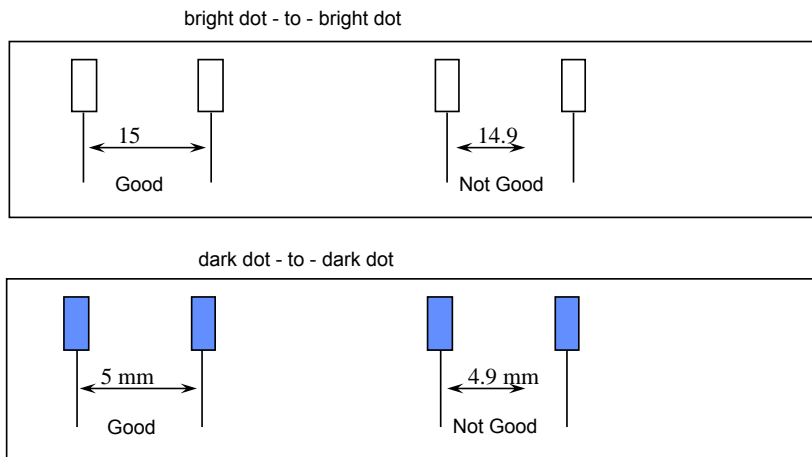 bright dot - to - bright dot
15 14.9
Good Not Good
dark dot - to - dark dot
5 mm 4.9 mm
Good Not Good